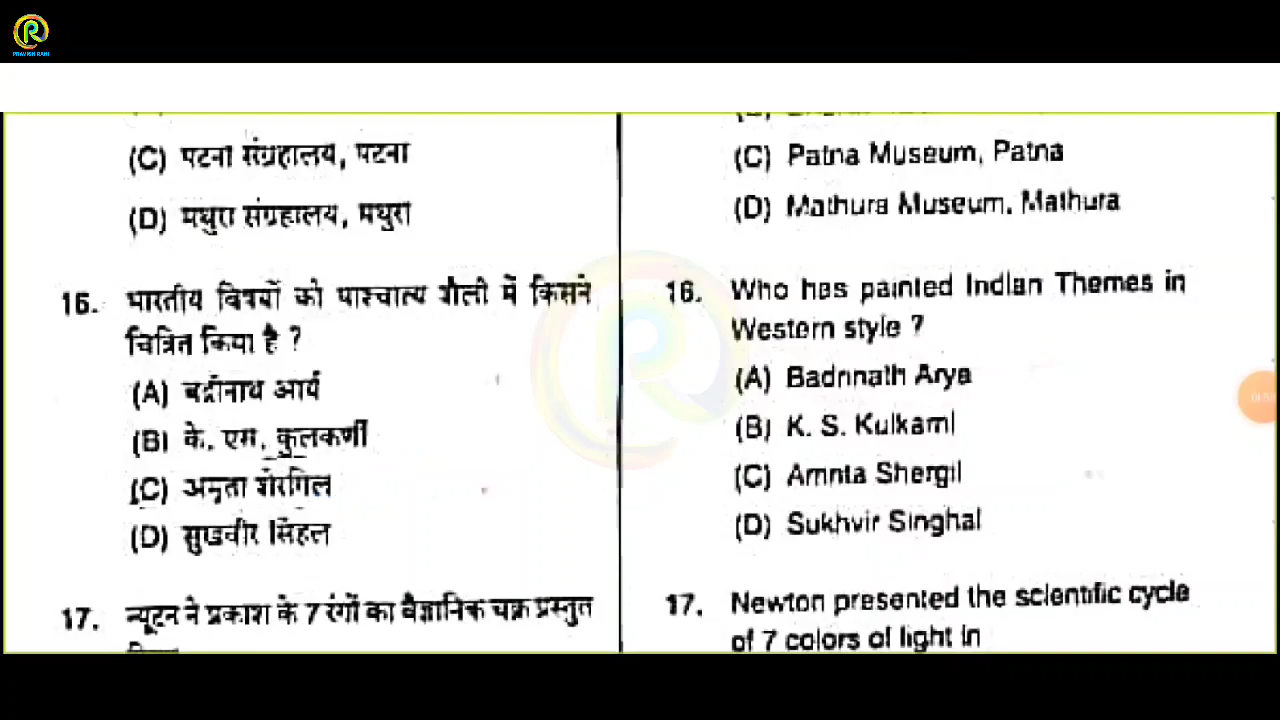 PRAVESH RANI
(C) पटना संग्रहालय, पटना
(D) मथुरा संग्रहालय, मथुरा
16. भारतीय विषयों को पाश्चात्य शैली में किसने
चित्रित किया है ?
(A) बद्रीनाथ आर्य
(B) के. एस. कुलकर्णी
(C) अमृता शेरगिल
(D) सुखवीर सिंहल
17. न्यूटन ने प्रकाश के 7 रंगों का वैज्ञानिक चक्र प्रस्तुत
(C) Patna Museum, Patna
(D) Mathura Museum, Mathura
16. Who has painted Indian Themes in
Western style ?
(A) Badrinath Arya
(B) K. S. Kulkarni
(C) Amrita Shergil
(D) Sukhvir Singhal
17. Newton presented the scientific cycle
of 7 colors of light in